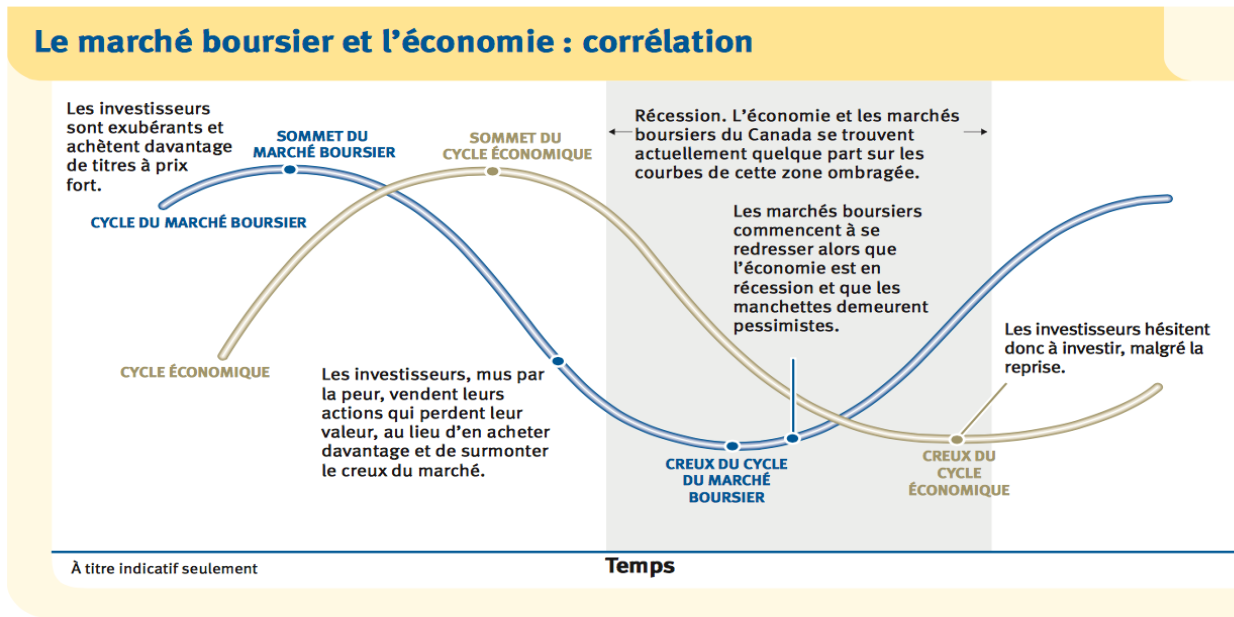 Le marché boursier et l’économie : corrélation
Les investisseurs
sont exubérants et
achètent davantage
de titres à prix
fort.
SOMMET DU
MARCHÉ BOURSIER
CYCLE DU MARCHÉ BOURSIER
SOMMET DU
CYCLE ÉCONOMIQUE
Récession. L’économie et les marchés
boursiers du Canada se trouvent
actuellement quelque part sur les
courbes de cette zone ombragée.
Les marchés boursiers
commencent à se
redresser alors que
l’économie est en
récession et que les
manchettes demeurent
pessimistes.
Les investisseurs hésitent
donc à investir, malgré la
reprise.
CYCLE ÉCONOMIQUE
Les investisseurs, mus par
la peur, vendent leurs
actions qui perdent leur
valeur, au lieu d’en acheter
davantage et de surmonter
le creux du marché.
CREUX DU CYCLE
DU MARCHÉ
BOURSIER
CREUX DU
CYCLE
ÉCONOMIQUE
À titre indicatif seulement
Temps